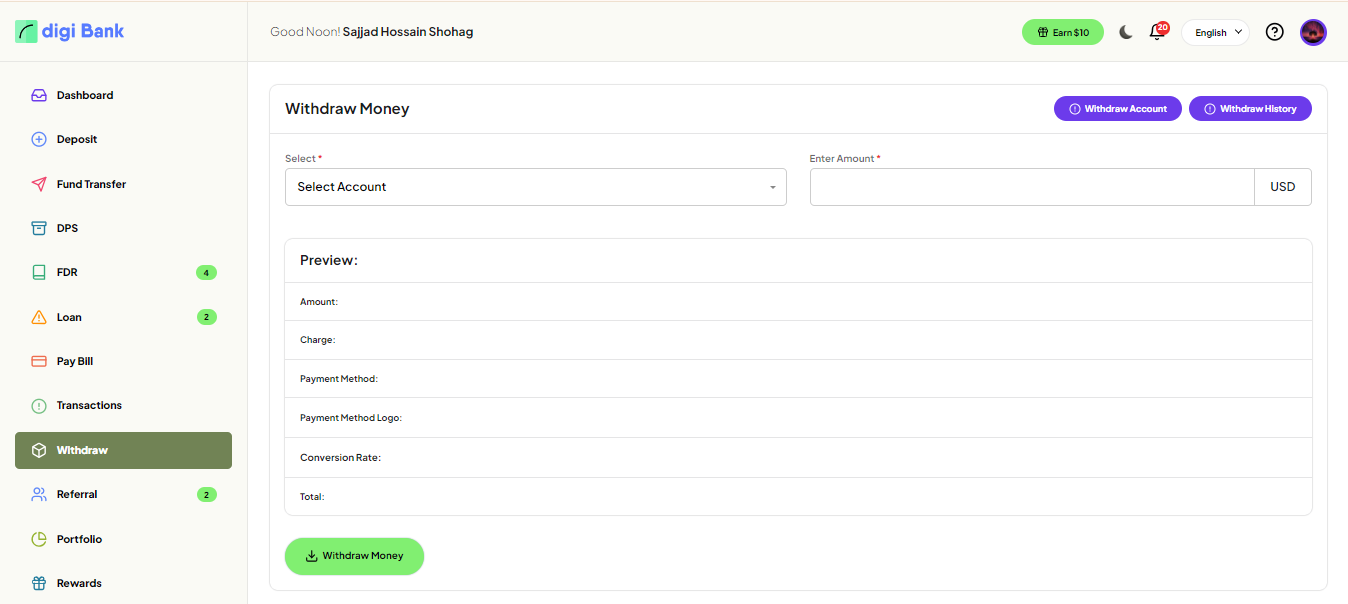 digi Bank
Good Noon! Sajjad Hossain Shohag
Earn $10
20
English
Dashboard
Deposit
Fund Transfer
DPS
FDR 4
Loan 2
Pay Bill
Transactions
Withdraw
Referral 2
Portfolio
Rewards
Withdraw Money
Withdraw Account
Withdraw History
Select *
Select Account
Enter Amount *
USD
Preview:
Amount:
Charge:
Payment Method:
Payment Method Logo:
Conversion Rate:
Total:
Withdraw Money